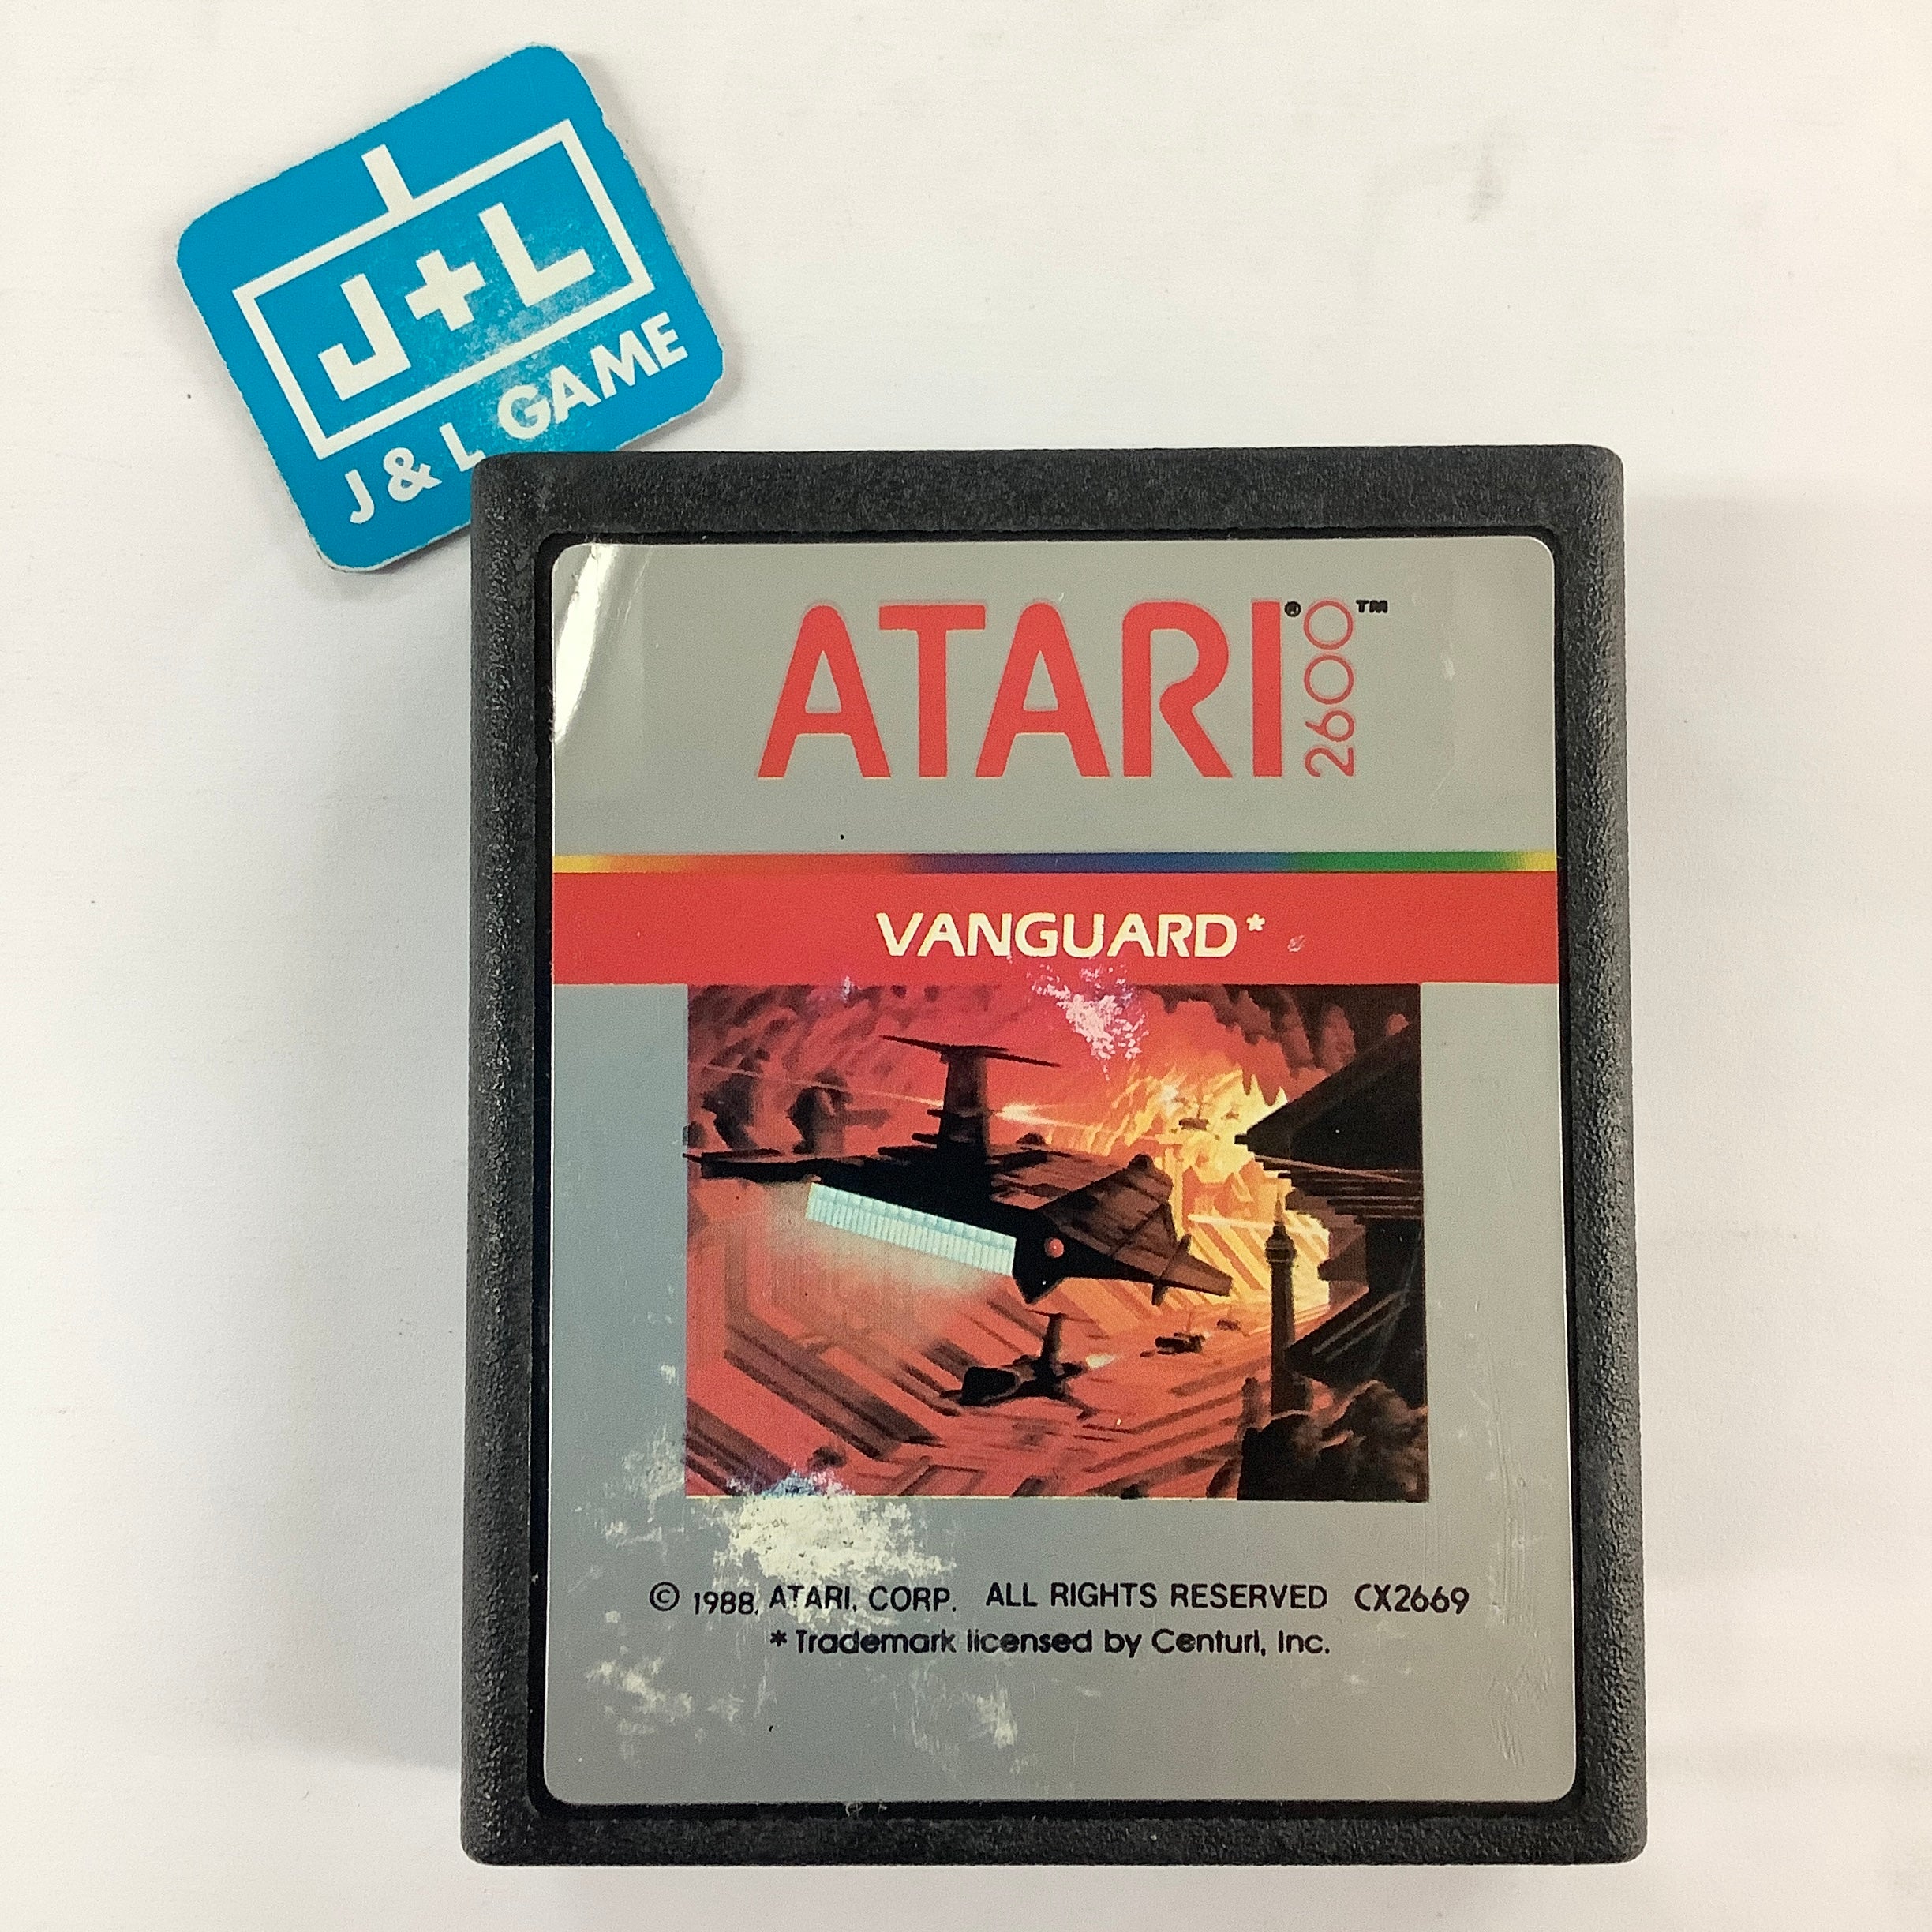 J+L
J & L GAME
ATARI® 2600™
VANGUARD*
© 1988, ATARI, CORP. ALL RIGHTS RESERVED CX2669
* Trademark licensed by Centuri, Inc.